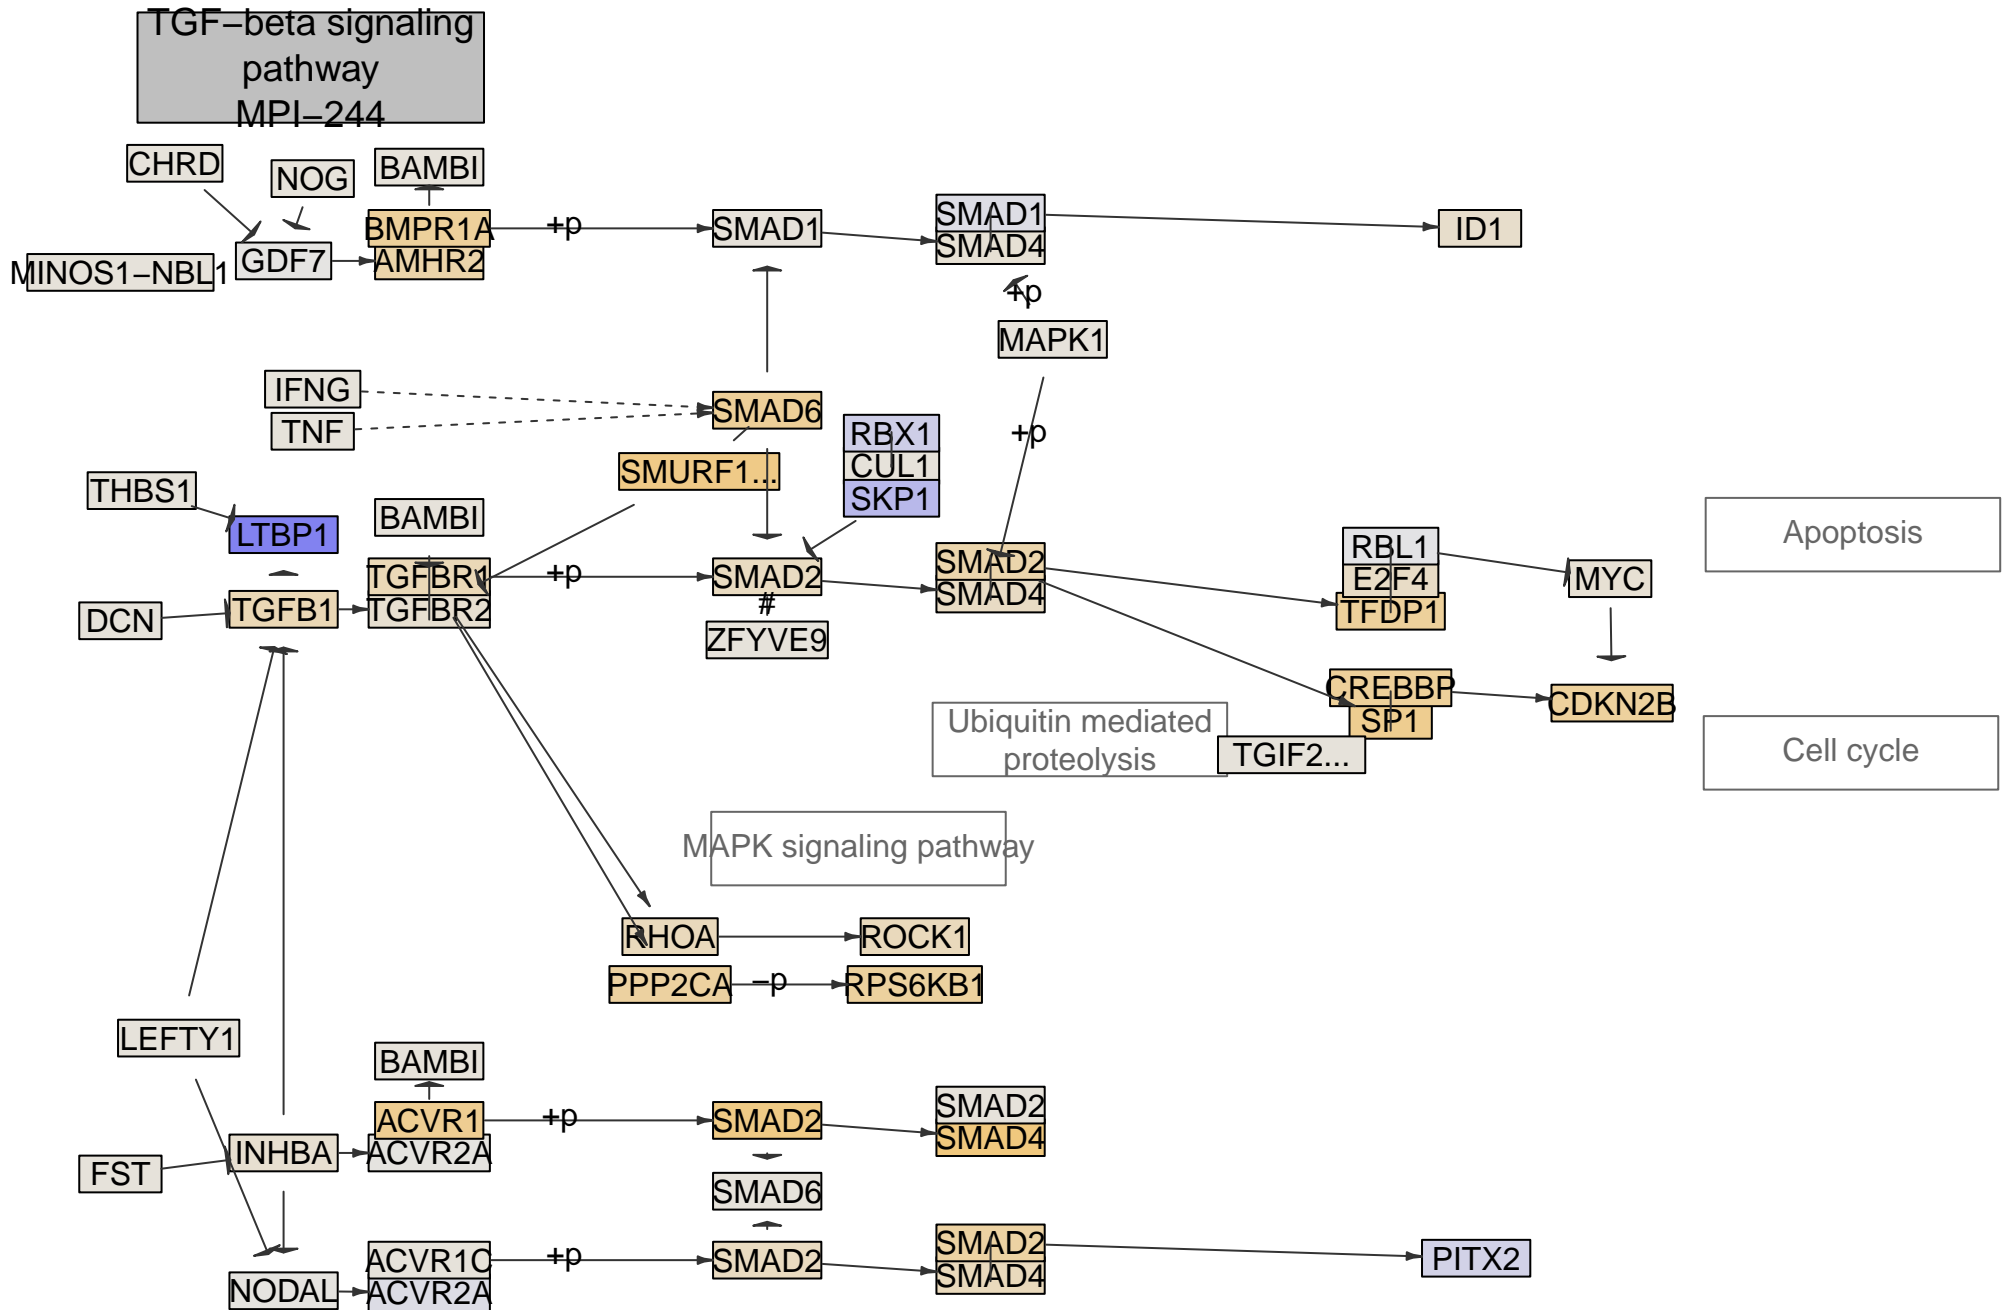 TGF−beta signaling
pathway
MPI−244
CHRD
NOG
BAMBI
BMPR1A
+p
SMAD1
SMAD1
SMAD4
ID1
MINOS1−NBL1
GDF7
AMHR2
+p
MAPK1
IFNG
TNF
SMAD6
RBX1
CUL1
SKP1
+p
SMURF1...
THBS1
LTBP1
BAMBI
Apoptosis
TGFBR1
TGFBR2
+p
SMAD2
#
ZFYVE9
SMAD2
SMAD4
RBL1
E2F4
TFDP1
MYC
DCN
TGFB1
CREBBP
SP1
TGIF2...
CDKN2B
Ubiquitin mediated
proteolysis
Cell cycle
MAPK signaling pathway
RHOA
ROCK1
PPP2CA
−p
RPS6KB1
LEFTY1
BAMBI
ACVR1
ACVR2A
+p
SMAD2
SMAD2
SMAD4
FST
INHBA
SMAD6
NODAL
ACVR1C
ACVR2A
+p
SMAD2
SMAD2
SMAD4
PITX2